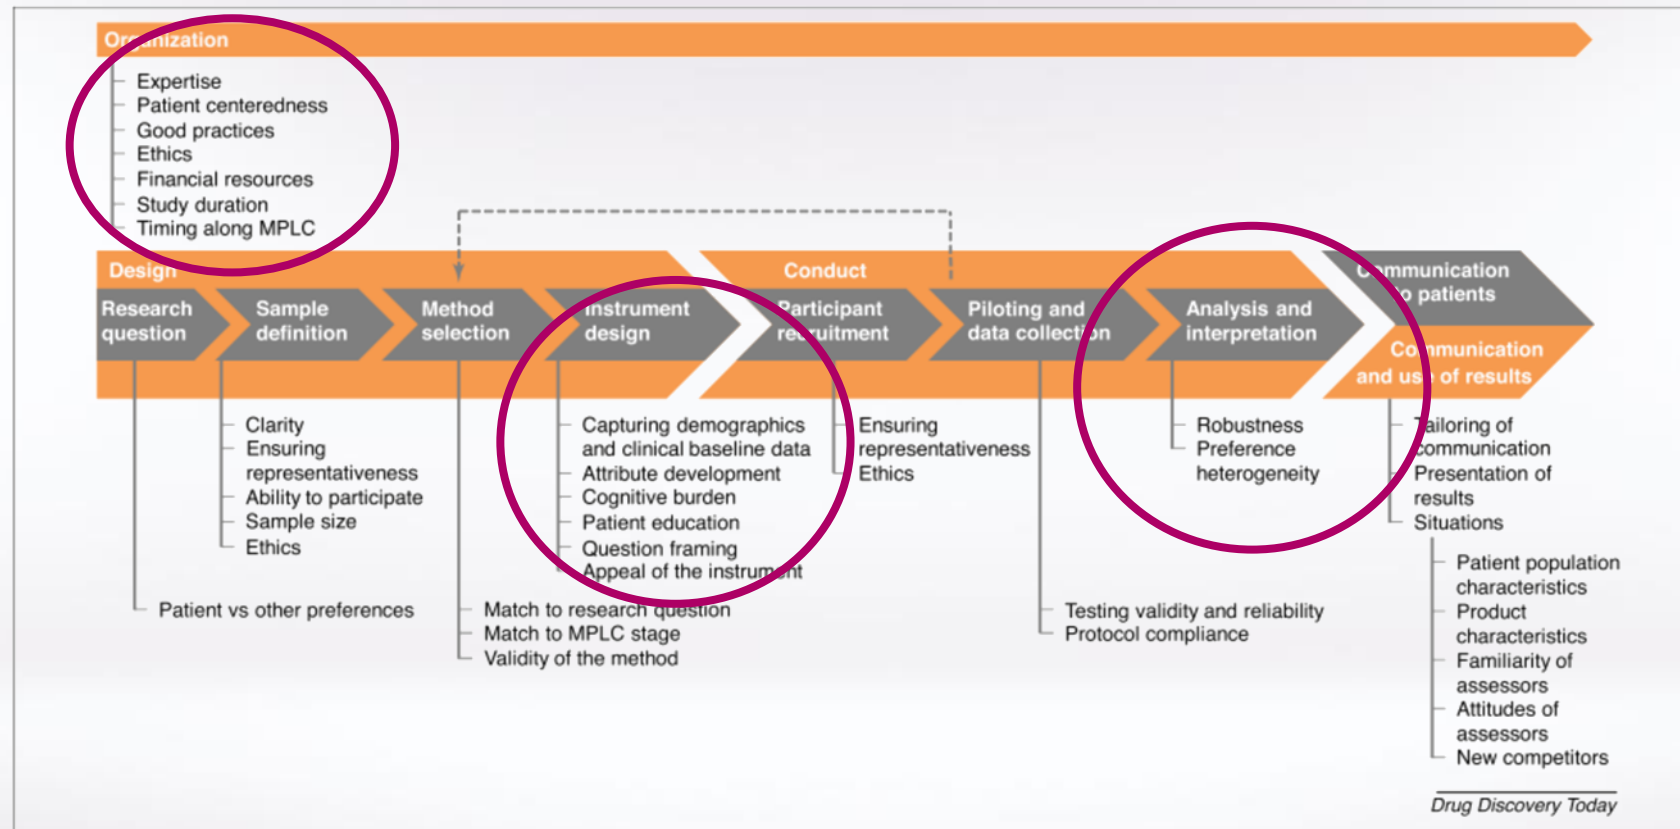 Organization
Expertise
Patient centeredness
Good practices
Ethics
Financial resources
Study duration
Timing along MPLC
Design
Research
question
Sample
definition
Method
selection
Instrument
design
Conduct
Participant
recruitment
Piloting and
data collection
Analysis and
interpretation
Communication
to patients
Communication
and use of results
Patient vs other preferences
Clarity
Ensuring
representativeness
Ability to participate
Sample size
Ethics
Match to research question
Match to MPLC stage
Validity of the method
Capturing demographics
and clinical baseline data
Attribute development
Cognitive burden
Patient education
Question framing
Appeal of the instrument
Ensuring
representativeness
Ethics
Testing validity and reliability
Protocol compliance
Robustness
Preference
heterogeneity
Tailoring of
communication
Presentation of
results
Situations
Patient population
characteristics
Product
characteristics
Familiarity of
assessors
Attitudes of
assessors
New competitors
Drug Discovery Today